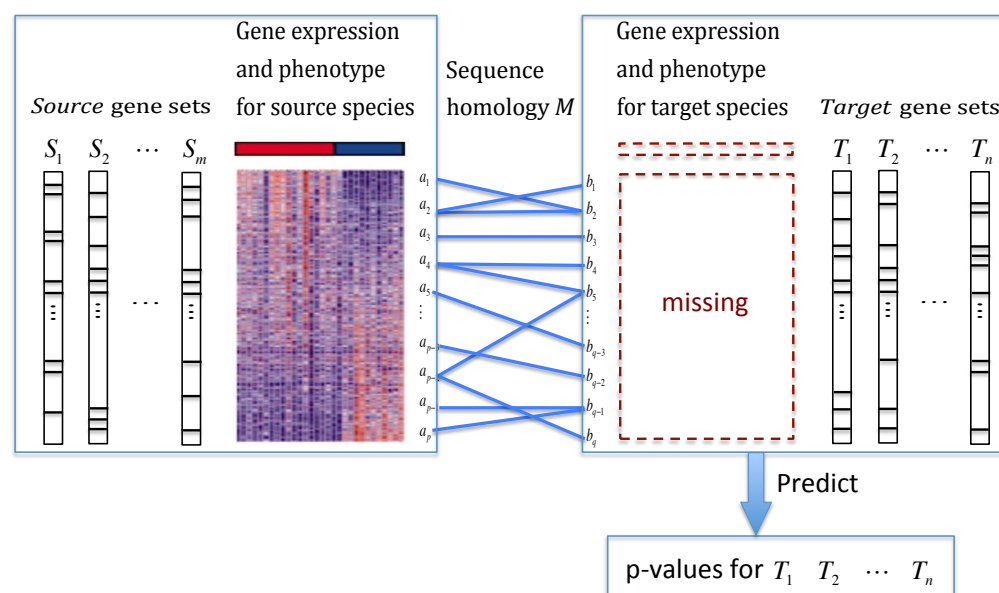 Gene expression
and phenotype
for source species
Source gene sets
S1 S2 ... Sm
Sequence
homology M
Gene expression
and phenotype
for target species
Target gene sets
T1 T2 ... Tn
a1
a2
a3
a4
a5
⋮
ap-3
ap-2
ap-1
ap
b1
b2
b3
b4
b5
⋮
bq-3
bq-2
bq-1
bq
...
missing
...
Predict
p-values for T1 T2 ... Tn